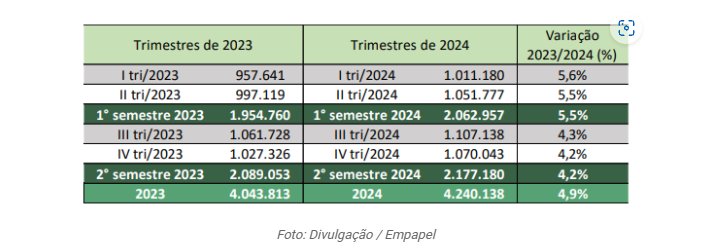 Trimestres de 2023 Trimestres de 2024 Variação 2023/2024 (%)
I tri/2023 957.641 I tri/2024 1.011.180 5,6%
II tri/2023 997.119 II tri/2024 1.051.777 5,5%
1° semestre 2023 1.954.760 1° semestre 2024 2.062.957 5,5%
III tri/2023 1.061.728 III tri/2024 1.107.138 4,3%
IV tri/2023 1.027.326 IV tri/2024 1.070.043 4,2%
2° semestre 2023 2.089.053 2° semestre 2024 2.177.180 4,2%
2023 4.043.813 2024 4.240.138 4,9%
Foto: Divulgação / Empapel